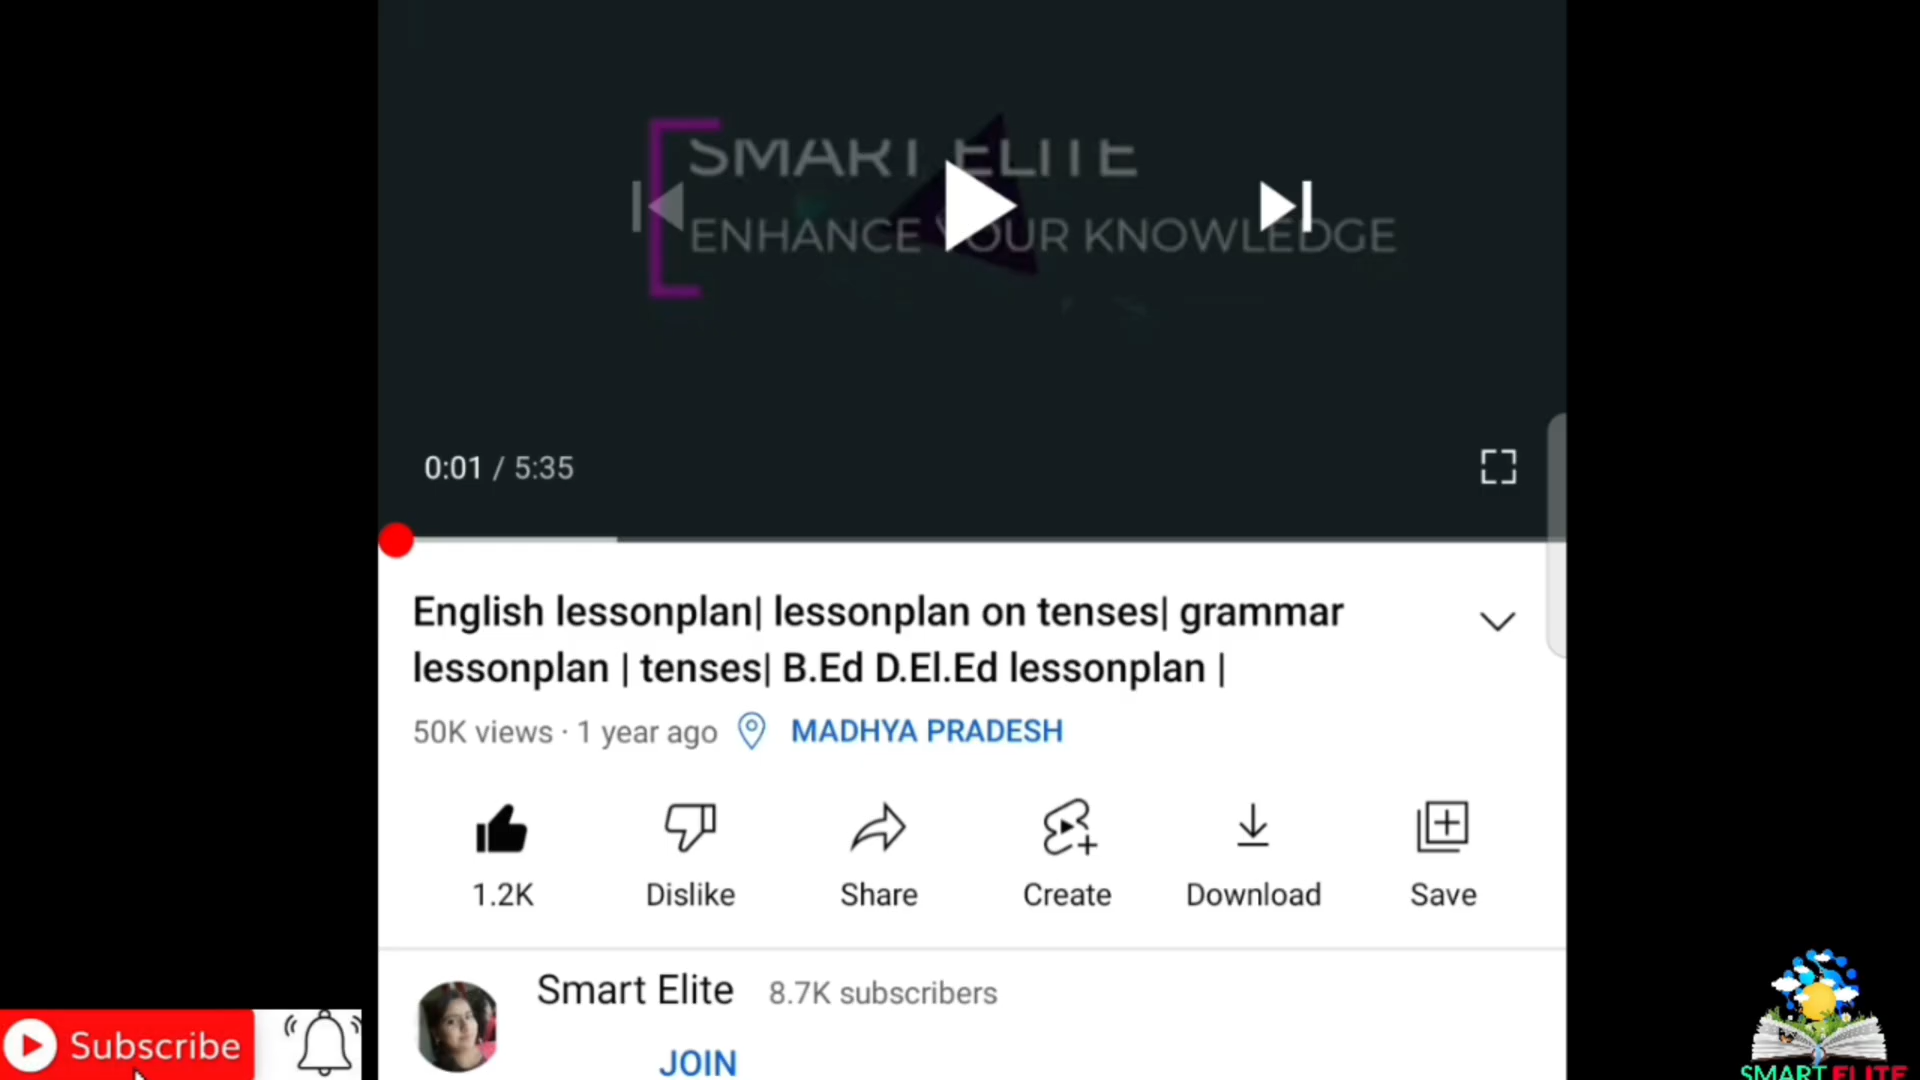 SMART ELITE
ENHANCE YOUR KNOWLEDGE
0:01 / 5:35
English lessonplan| lessonplan on tenses| grammar
lessonplan | tenses| B.Ed D.El.Ed lessonplan |
50K views · 1 year ago MADHYA PRADESH
1.2K Dislike Share Create Download Save
Smart Elite 8.7K subscribers
JOIN
Subscribe
SMART ELITE